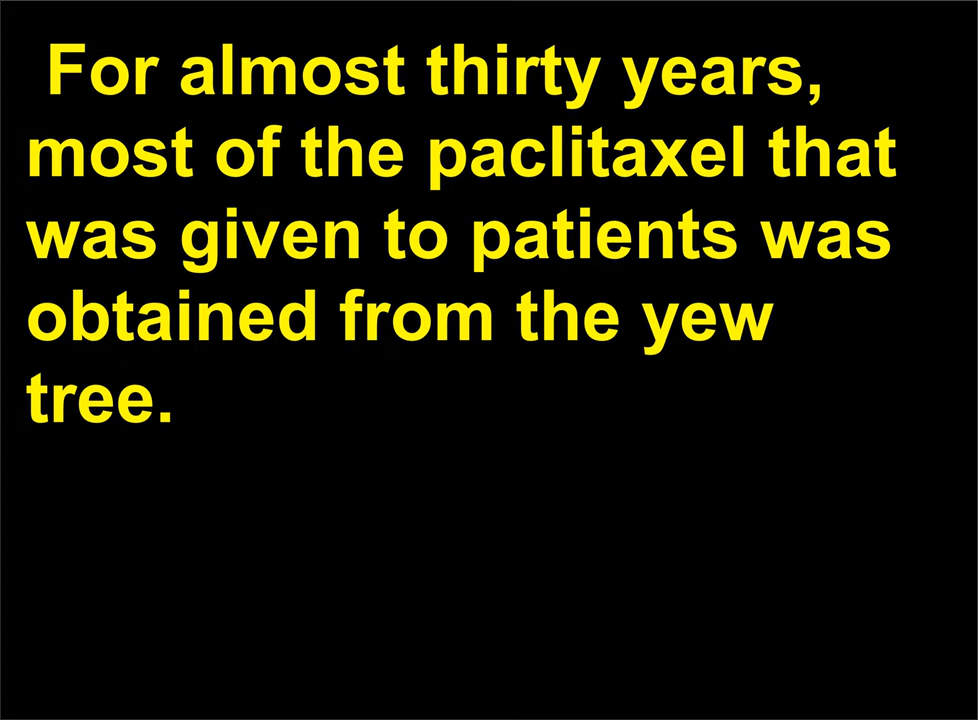 For almost thirty years,
most of the paclitaxel that
was given to patients was
obtained from the yew
tree.